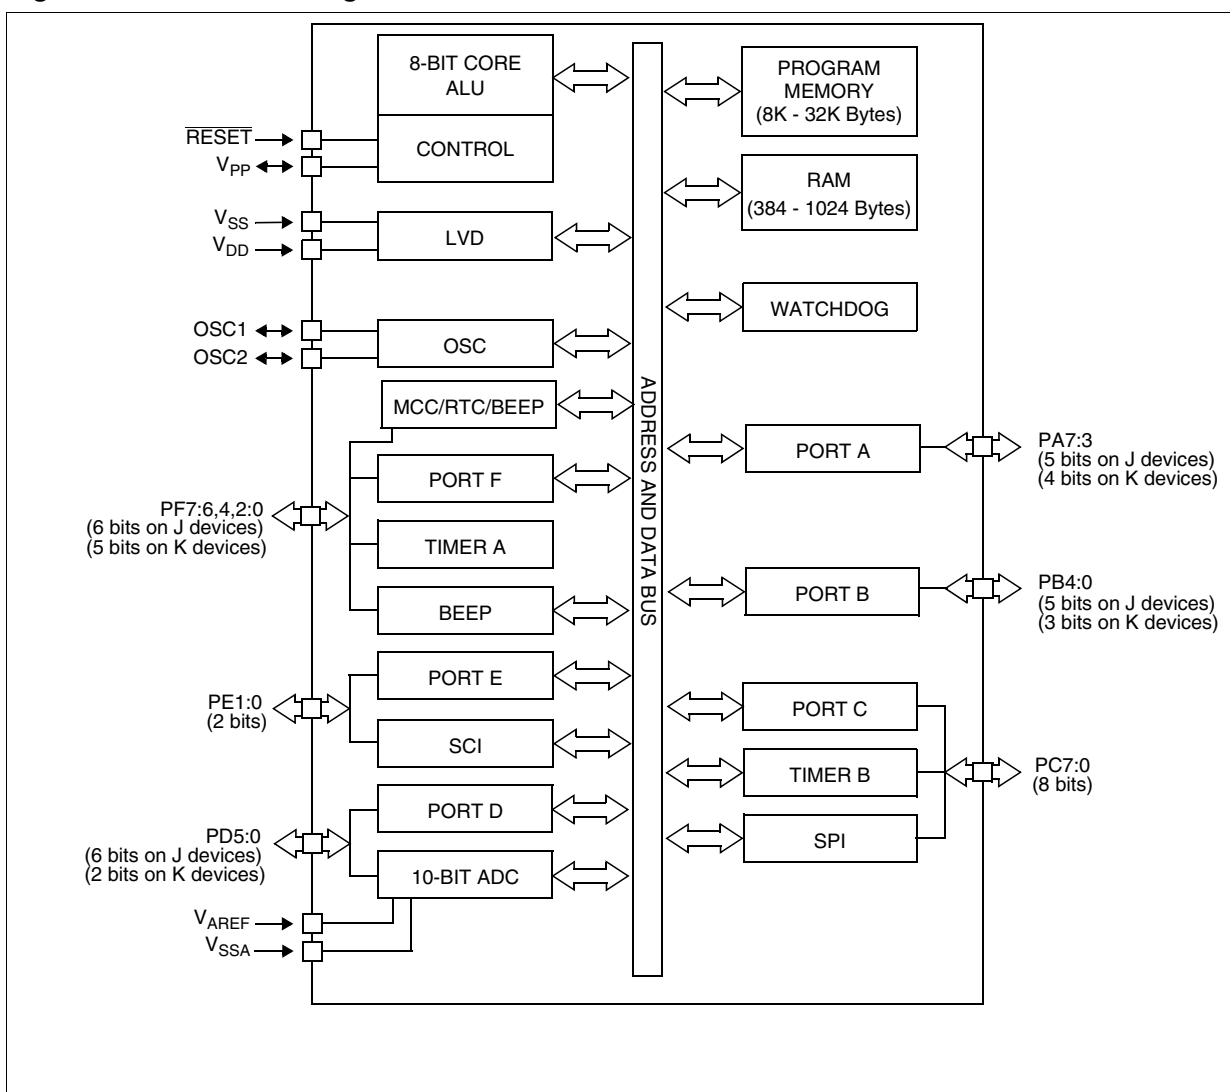 8-BIT CORE
ALU
CONTROL
RESET
VPP
VSS
VDD
LVD
OSC1
OSC2
OSC
MCC/RTC/BEEP
PORT F
TIMER A
BEEP
PF7:6,4,2:0
(6 bits on J devices)
(5 bits on K devices)
PORT E
SCI
PE1:0
(2 bits)
PORT D
10-BIT ADC
PD5:0
(6 bits on J devices)
(2 bits on K devices)
VAREF
VSSA
ADDRESS AND DATA BUS
PROGRAM
MEMORY
(8K - 32K Bytes)
RAM
(384 - 1024 Bytes)
WATCHDOG
PORT A
PA7:3
(5 bits on J devices)
(4 bits on K devices)
PORT B
PB4:0
(5 bits on J devices)
(3 bits on K devices)
PORT C
TIMER B
SPI
PC7:0
(8 bits)